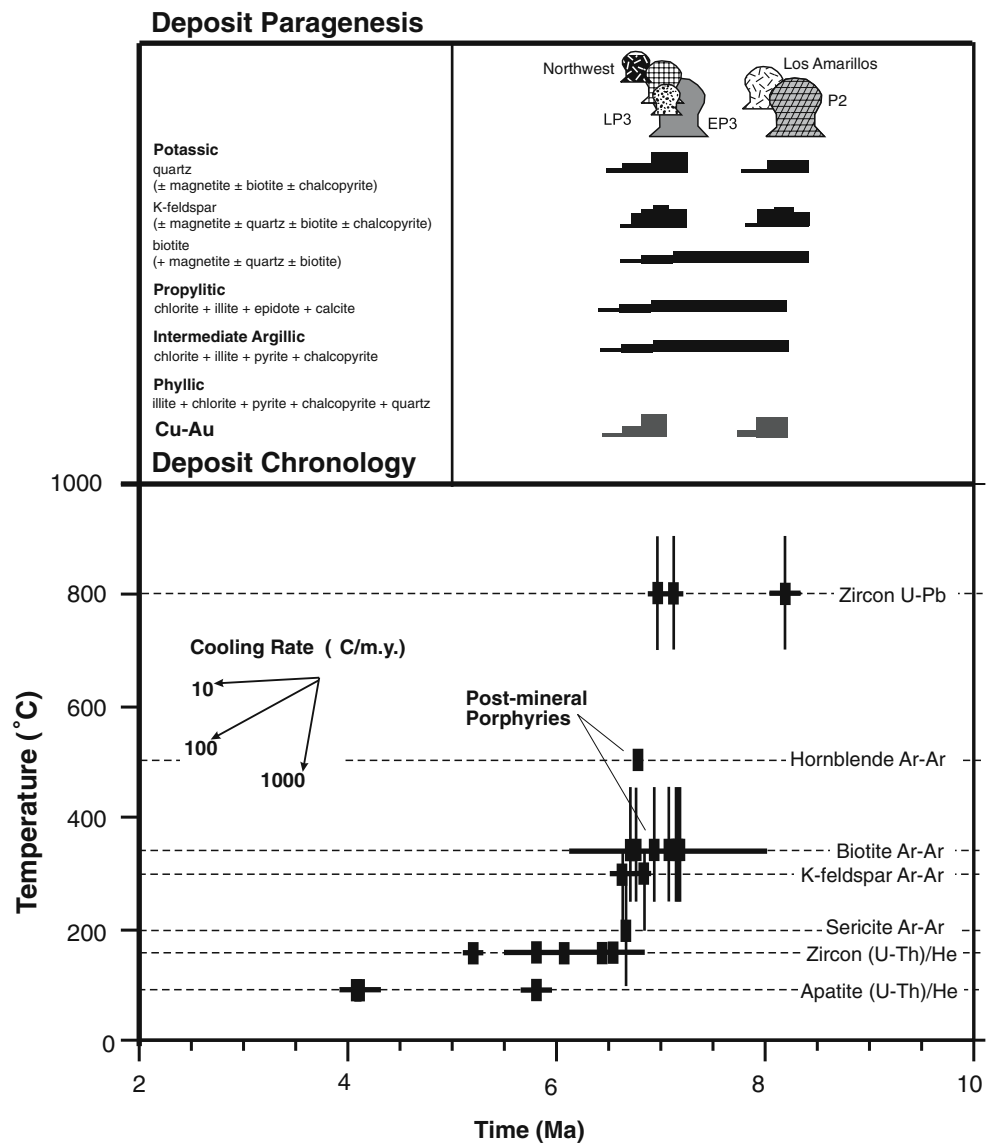 Deposit Paragenesis
Northwest
Los Amarillos
LP3
EP3
P2
Potassic
quartz
(± magnetite ± biotite ± chalcopyrite)
K-feldspar
(± magnetite ± quartz ± biotite ± chalcopyrite)
biotite
(+ magnetite ± quartz ± biotite)
Propylitic
chlorite + illite + epidote + calcite
Intermediate Argillic
chlorite + illite + pyrite + chalcopyrite
Phyllic
illite + chlorite + pyrite + chalcopyrite + quartz
Cu-Au
Deposit Chronology
1000
800
600
400
200
0
Temperature (˚C)
Zircon U-Pb
Cooling Rate ( C/m.y.)
10
100
1000
Post-mineral
Porphyries
Hornblende Ar-Ar
Biotite Ar-Ar
K-feldspar Ar-Ar
Sericite Ar-Ar
Zircon (U-Th)/He
Apatite (U-Th)/He
2
4
6
8
10
Time (Ma)